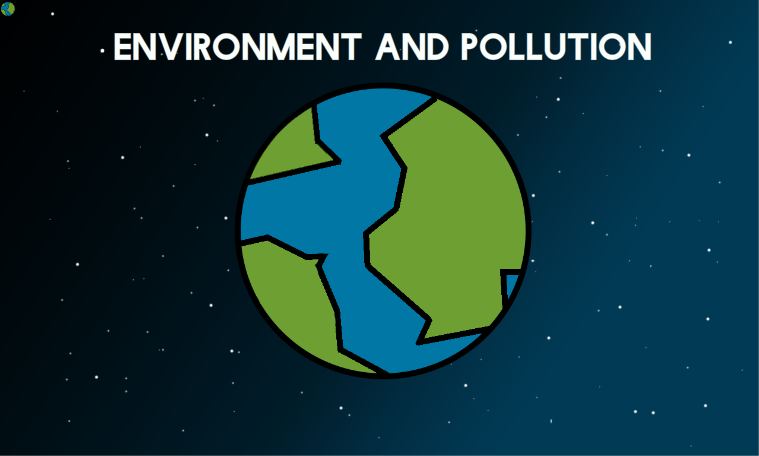 ENVIRONMENT AND POLLUTION